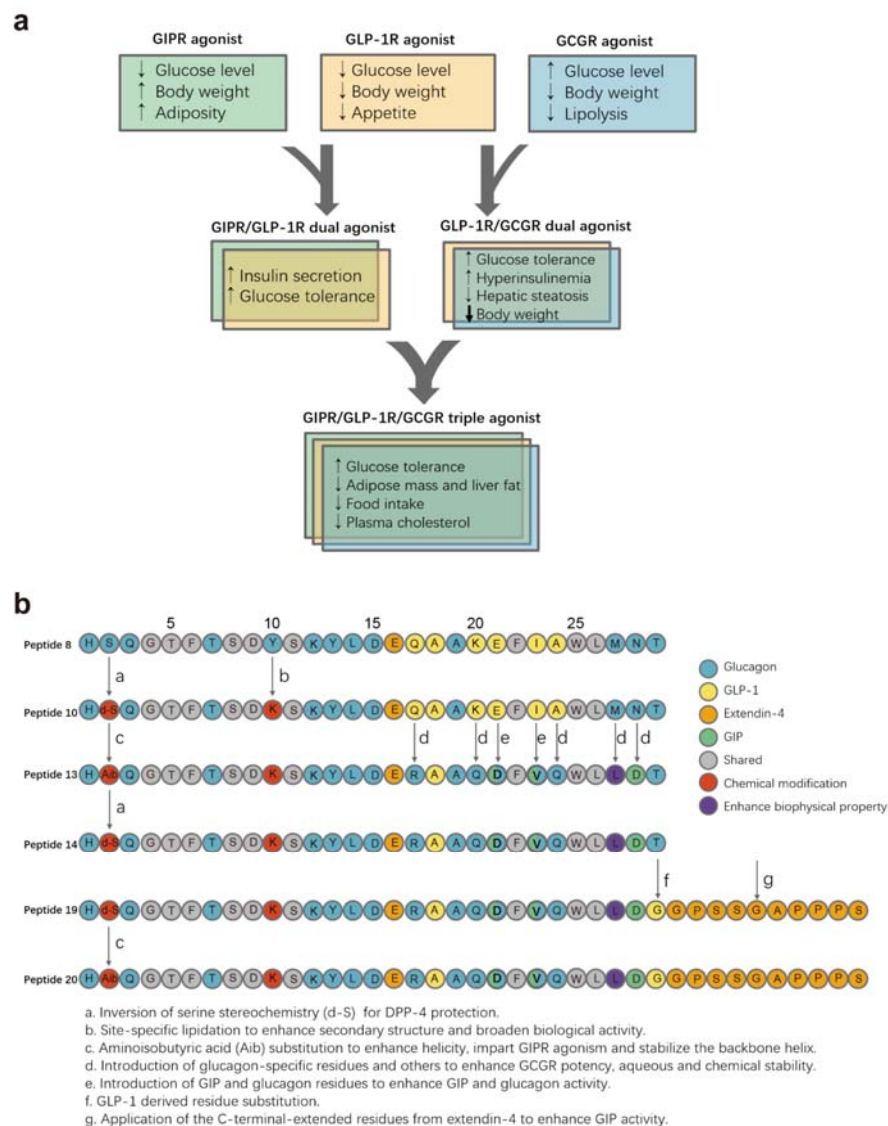 a
GIPR agonist
↓ Glucose level
↑ Body weight
↑ Adiposity
GLP-1R agonist
↓ Glucose level
↓ Body weight
↓ Appetite
GCGR agonist
↑ Glucose level
↓ Body weight
↓ Lipolysis
GIPR/GLP-1R dual agonist
↑ Insulin secretion
↑ Glucose tolerance
GLP-1R/GCGR dual agonist
↑ Glucose tolerance
↑ Hyperinsulinemia
↓ Hepatic steatosis
↓ Body weight
GIPR/GLP-1R/GCGR triple agonist
↑ Glucose tolerance
↓ Adipose mass and liver fat
↓ Food intake
↓ Plasma cholesterol
b
5 10 15 20 25
Peptide 8 H S Q G T F T S D Y S K Y L D E Q A A K E F I A W L M N T
a b
Peptide 10 H d-S Q G T F T S D K S K Y L D E Q A A K E F I A W L M N T
c d d e e d d d
Peptide 13 H Aib Q G T F T S D K S K Y L D E R A A Q D F V Q W L L D T
a
Peptide 14 H d-S Q G T F T S D K S K Y L D E R A A Q D F V Q W L L D T
f g
Peptide 19 H d-S Q G T F T S D K S K Y L D E R A A Q D F V Q W L L D G G P S S G A P P P S
c
Peptide 20 H Aib Q G T F T S D K S K Y L D E R A A Q D F V Q W L L D G G P S S G A P P P S
Glucagon
GLP-1
Extendin-4
GIP
Shared
Chemical modification
Enhance biophysical property
a. Inversion of serine stereochemistry (d-S) for DPP-4 protection.
b. Site-specific lipidation to enhance secondary structure and broaden biological activity.
c. Aminoisobutyric acid (Aib) substitution to enhance helicity, impart GIPR agonism and stabilize the backbone helix.
d. Introduction of glucagon-specific residues and others to enhance GCGR potency, aqueous and chemical stability.
e. Introduction of GIP and glucagon residues to enhance GIP and glucagon activity.
f. GLP-1 derived residue substitution.
g. Application of the C-terminal-extended residues from extendin-4 to enhance GIP activity.